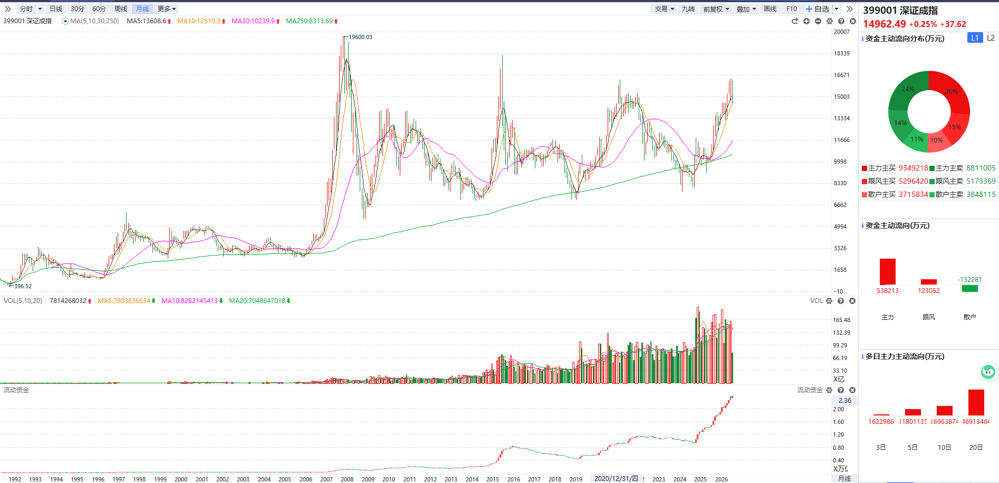 分时 日线 30分 60分 周线 月线 更多 交易 九转 前复权 叠加 画线 F10 自选
399001 深证成指 MA(5,10,30,250) MA5:13608.6 MA10:12510.3 MA30:10239.9 MA250:8313.69
19600.03
396.52
20007
18339
16671
15003
13334
11666
9998
8330
6662
4994
3326
1658
-10
VOL(5,10,20) 7814268032 MA5:7803636634 MA10:8262145413 MA20:7048647018 VOL
165.48
132.39
99.29
66.19
33.10
X亿
流动资金 流动资金
2.36
2.00
1.60
1.20
0.80
0.40
X万亿
1992 1993 1994 1995 1996 1997 1998 1999 2000 2001 2002 2003 2004 2005 2006 2007 2008 2009 2010 2011 2012 2013 2014 2015 2016 2017 2018 2019 2020/12/31/四 2023 2024 2025 2026 月线
399001 深证成指
14962.49 +0.25% +37.62
资金主动流向分布(万元) L1 L2
24% 26%
14% 15%
11% 10%
主力主买 9349218 主力主卖 8811005
跟风主买 5296420 跟风主卖 5173369
散户主买 3715834 散户主卖 3848115
资金主动流向(万元)
538213 123052 -132281
主力 跟风 散户
多日主力主动流向(万元)
1622986 11801135 16963874 46913464
3日 5日 10日 20日